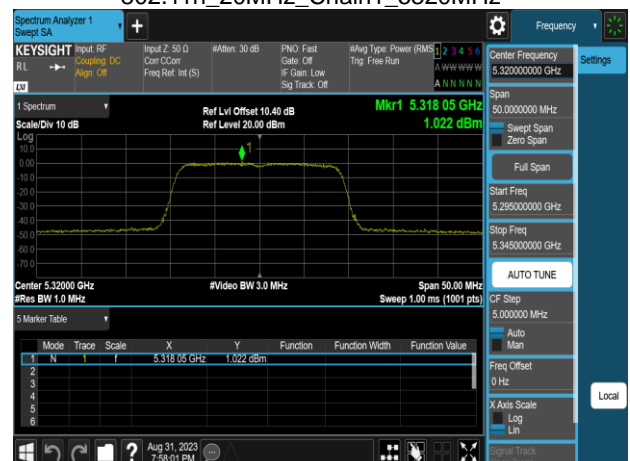 802.11n_20MHz_Chain1_5320MHz
Spectrum Analyzer 1
Swept SA
+
Frequency
KEYSIGHT
RL
LXI
Input: RF
Coupling: DC
Align: Off
Input Z: 50 Ω
Corr CCorr
Freq Ref: Int (S)
#Atten: 30 dB
PNO: Fast
Gate: Off
IF Gain: Low
Sig Track: Off
#Avg Type: Power (RMS
Trig: Free Run
1 2 3 4 5 6
A W W W W W
A N N N N N
Center Frequency
5.320000000 GHz
Settings
Span
50.0000000 MHz
Swept Span
Zero Span
Full Span
Start Freq
5.295000000 GHz
Stop Freq
5.345000000 GHz
AUTO TUNE
CF Step
5.000000 MHz
Auto
Man
Freq Offset
0 Hz
X Axis Scale
Log
Lin
Signal Track
Local
1 Spectrum
Scale/Div 10 dB
Log
Ref Lvl Offset 10.40 dB
Ref Level 20.00 dBm
Mkr1 5.318 05 GHz
1.022 dBm
1
10.0
0.00
-10.0
-20.0
-30.0
-40.0
-50.0
-60.0
-70.0
Center 5.32000 GHz
#Res BW 1.0 MHz
#Video BW 3.0 MHz
Span 50.00 MHz
Sweep 1.00 ms (1001 pts)
5 Marker Table
Mode Trace Scale X Y Function Function Width Function Value
1 N 1 f 5.318 05 GHz 1.022 dBm
2
3
4
5
6
?
Aug 31, 2023
7:58:01 PM